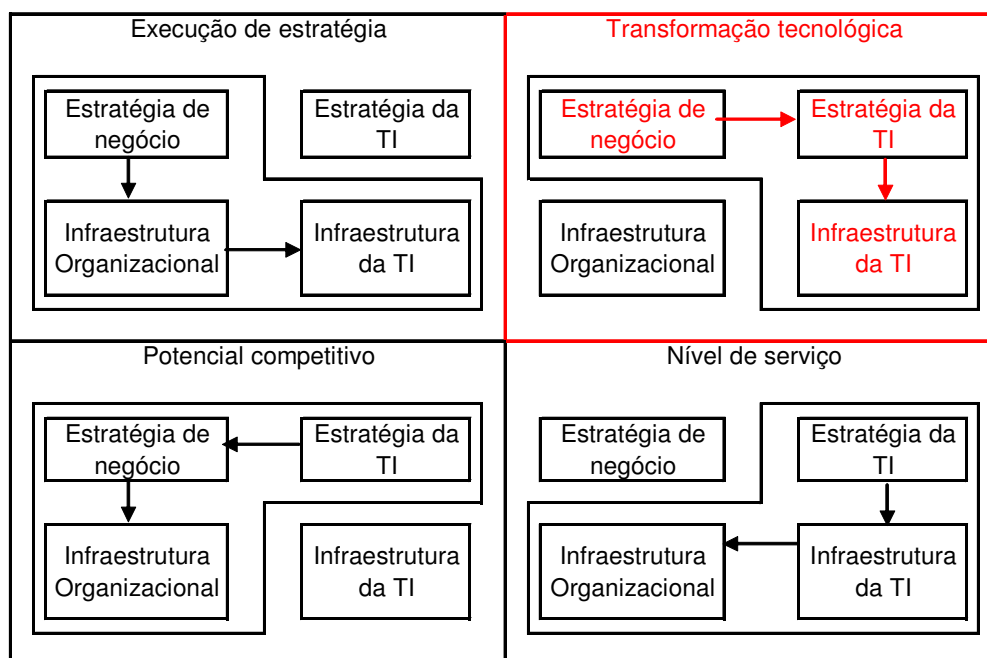 Execução de estratégia
Estratégia de
negócio
Estratégia da
TI
Infraestrutura
Organizacional
Infraestrutura
da TI
Transformação tecnológica
Estratégia de
negócio
Estratégia da
TI
Infraestrutura
Organizacional
Infraestrutura
da TI
Potencial competitivo
Estratégia de
negócio
Estratégia da
TI
Infraestrutura
Organizacional
Infraestrutura
da TI
Nível de serviço
Estratégia de
negócio
Estratégia da
TI
Infraestrutura
Organizacional
Infraestrutura
da TI